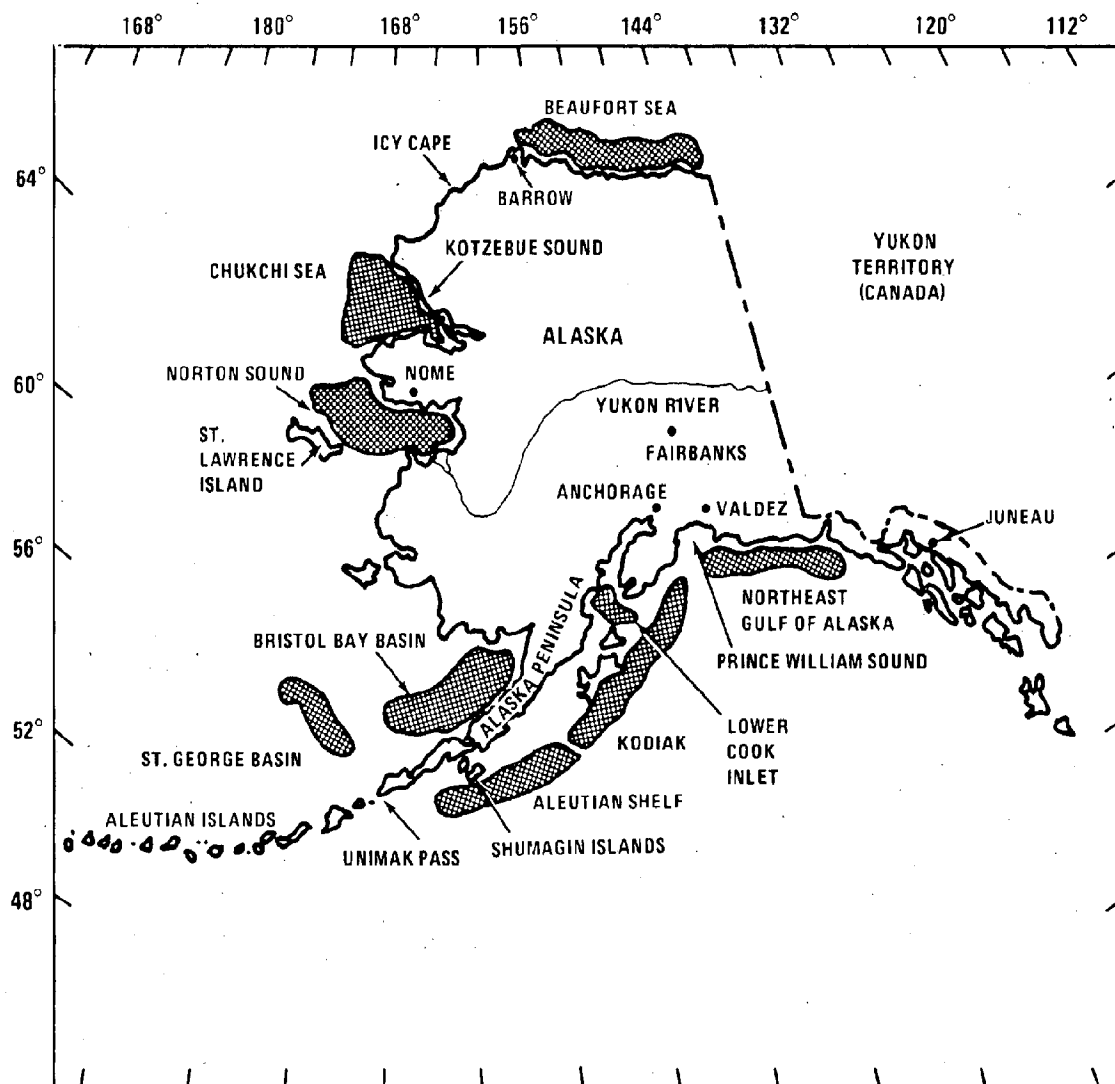 168° 180° 168° 156° 144° 132° 120° 112°
BEAUFORT SEA
ICY CAPE
64°
BARROW
KOTZEBUE SOUND
YUKON
TERRITORY
(CANADA)
CHUKCHI SEA
ALASKA
60°
NORTON SOUND
NOME
YUKON RIVER
ST.
LAWRENCE
ISLAND
FAIRBANKS
ANCHORAGE
VALDEZ
JUNEAU
56°
NORTHEAST
GULF OF ALASKA
BRISTOL BAY BASIN
ALASKA PENINSULA
PRINCE WILLIAM SOUND
52°
ST. GEORGE BASIN
KODIAK
LOWER
COOK
INLET
ALEUTIAN SHELF
ALEUTIAN ISLANDS
UNIMAK PASS
SHUMAGIN ISLANDS
48°